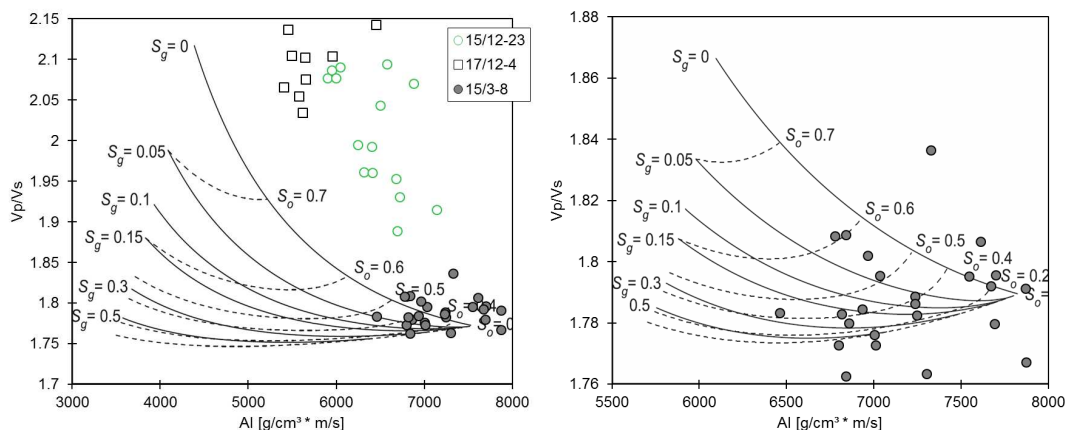 2.15
2.1
2.05
2
1.95
1.9
1.85
1.8
1.75
1.7
Vp/Vs
3000 4000 5000 6000 7000 8000
AI [g/cm³ * m/s]
15/12-23
17/12-4
15/3-8
Sg= 0
Sg= 0.05
Sg= 0.1
Sg= 0.15
Sg= 0.3
Sg= 0.5
So= 0.7
So= 0.6
So= 0.5
1.88
1.86
1.84
1.82
1.8
1.78
1.76
Vp/Vs
5500 6000 6500 7000 7500 8000
AI [g/cm³ * m/s]
Sg= 0
Sg= 0.05
Sg= 0.1
Sg= 0.15
Sg= 0.3
0.5
So= 0.7
So= 0.6
So= 0.5
So= 0.4
So= 0.2
So=